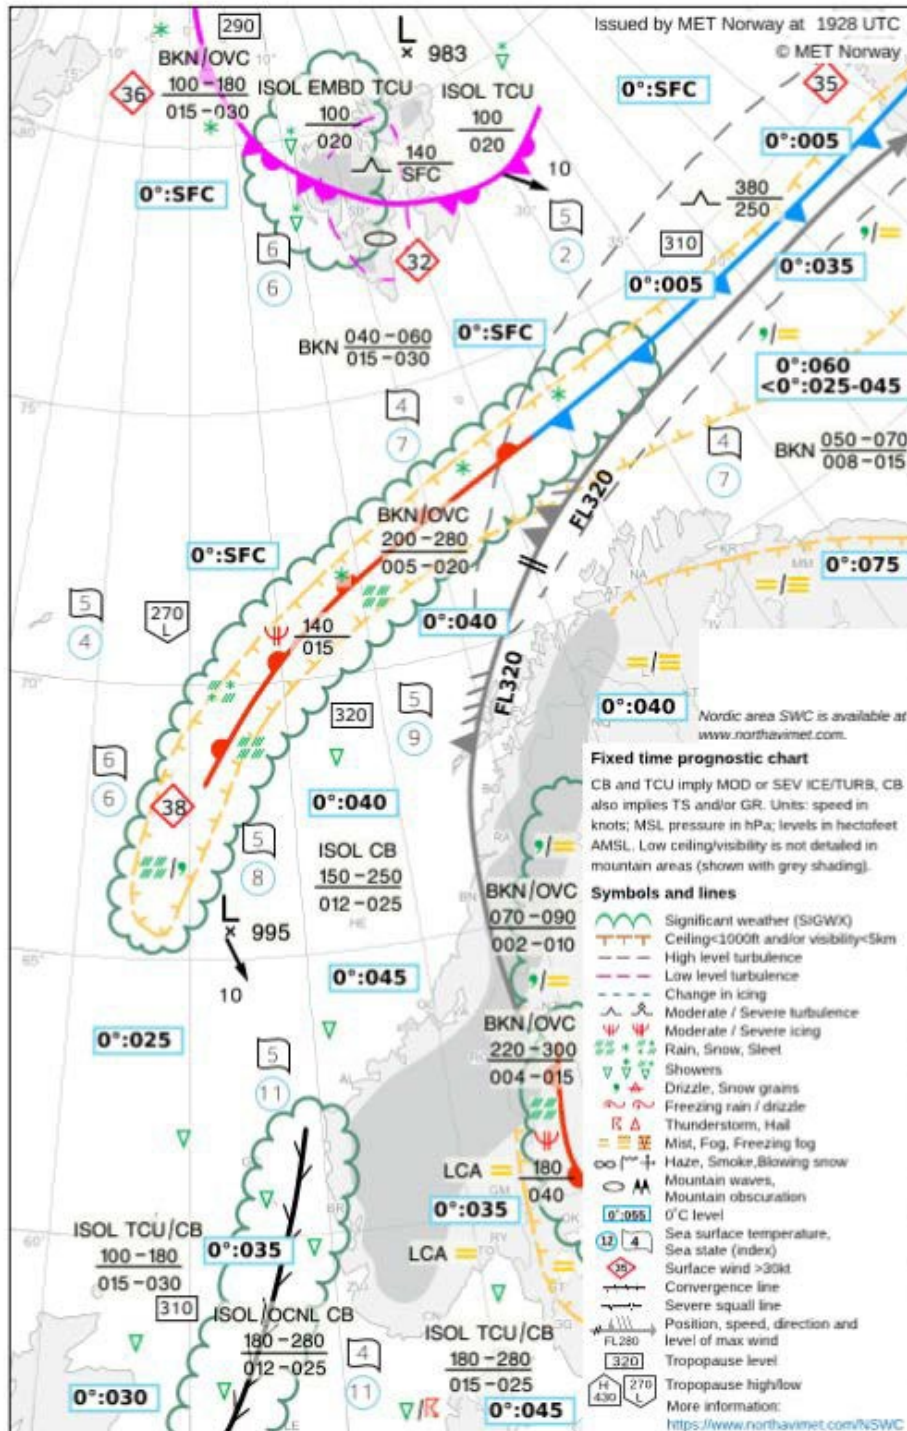 Issued by MET Norway at 1928 UTC
© MET Norway
290
L
× 983
BKN/OVC
100-180
015-030
36
ISOL EMBD TCU
100
020
ISOL TCU
100
020
140
SFC
10
35
0°:SFC
0°:005
380
250
310
0°:SFC
5
2
6
6
32
0°:035
0°:005
BKN 040-060
015-030
0°:SFC
0°:060
<0°:025-045
75°
4
7
4
7
BKN 050-070
008-015
FL320
BKN/OVC
200-280
005-020
0°:SFC
0°:075
5
4
270
L
140
015
0°:040
FL320
70°
320
5
9
0°:040
Nordic area SWC is available at
www.northavimet.com.
6
6
38
0°:040
5
8
ISOL CB
150-250
012-025
L
× 995
10
65°
0°:045
BKN/OVC
070-090
002-010
0°:025
5
11
BKN/OVC
220-300
004-015
LCA
180
040
0°:035
LCA
60°
ISOL TCU/CB
100-180
015-030
0°:035
310
ISOL/OCNL CB
180-280
012-025
4
11
ISOL TCU/CB
180-280
015-025
0°:030
0°:045
Fixed time prognostic chart
CB and TCU imply MOD or SEV ICE/TURB, CB
also implies TS and/or GR. Units: speed in
knots; MSL pressure in hPa; levels in hectofeet
AMSL. Low ceiling/visibility is not detailed in
mountain areas (shown with grey shading).
Symbols and lines
Significant weather (SIGWX)
Ceiling<1000ft and/or visibility<5km
High level turbulence
Low level turbulence
Change in icing
Moderate / Severe turbulence
Moderate / Severe icing
Rain, Snow, Sleet
Showers
Drizzle, Snow grains
Freezing rain / drizzle
Thunderstorm, Hail
Mist, Fog, Freezing fog
Haze, Smoke,Blowing snow
Mountain waves,
Mountain obscuration
0°:055 0°C level
12 4 Sea surface temperature,
Sea state (index)
35 Surface wind >30kt
Convergence line
Severe squall line
FL280 Position, speed, direction and
level of max wind
320 Tropopause level
H 430 270 L Tropopause high/low
More information:
https://www.northavimet.com/NSWC